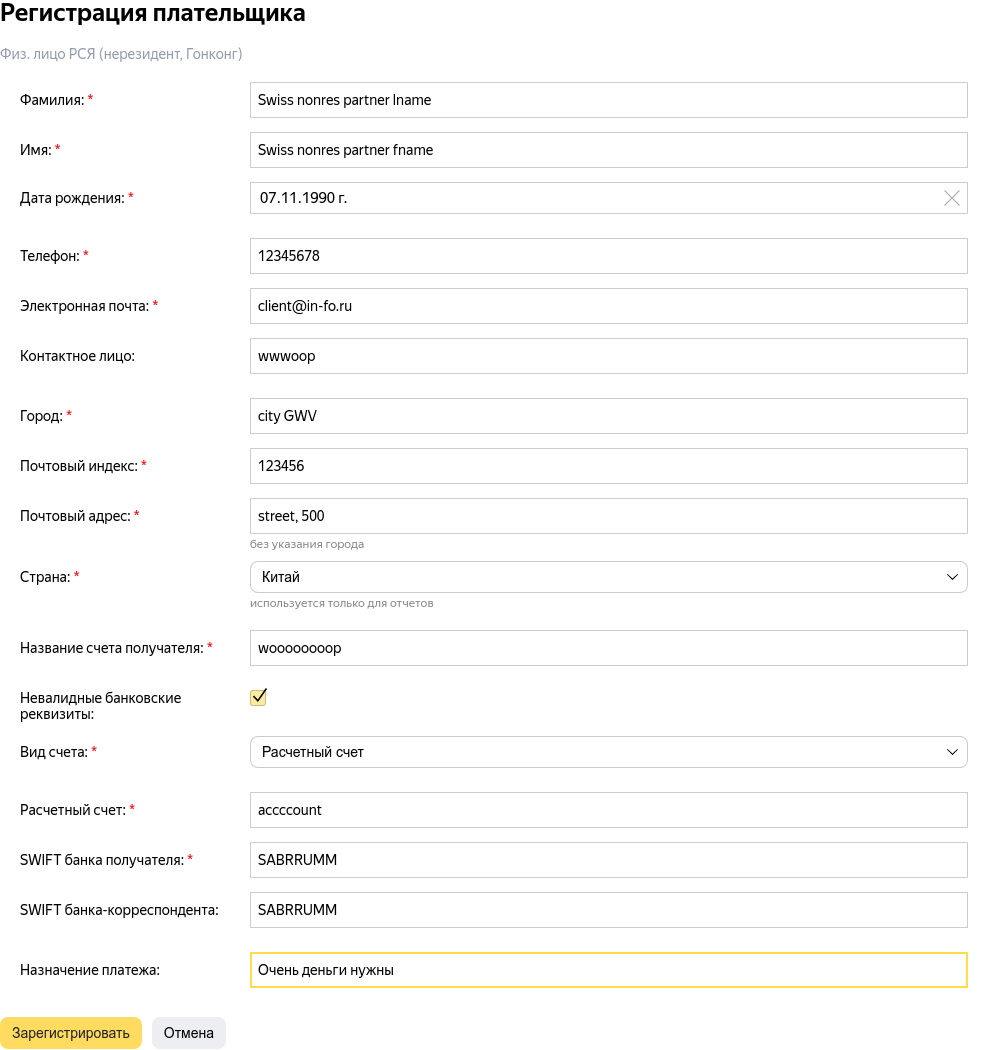 Регистрация плательщика
Физ. лицо РСЯ (нерезидент, Гонконг)
Фамилия: * Swiss nonres partner lname
Имя: * Swiss nonres partner fname
Дата рождения: * 07.11.1990 г.
Телефон: * 12345678
Электронная почта: * client@in-fo.ru
Контактное лицо: wwwoop
Город: * city GWV
Почтовый индекс: * 123456
Почтовый адрес: * street, 500
без указания города
Страна: * Китай
используется только для отчетов
Название счета получателя: * woooooooop
Невалидные банковские
реквизиты:
Вид счета: * Расчетный счет
Расчетный счет: * accccount
SWIFT банка получателя: * SABRRUMM
SWIFT банка-корреспондента: SABRRUMM
Назначение платежа: Очень деньги нужны
Зарегистрировать Отмена